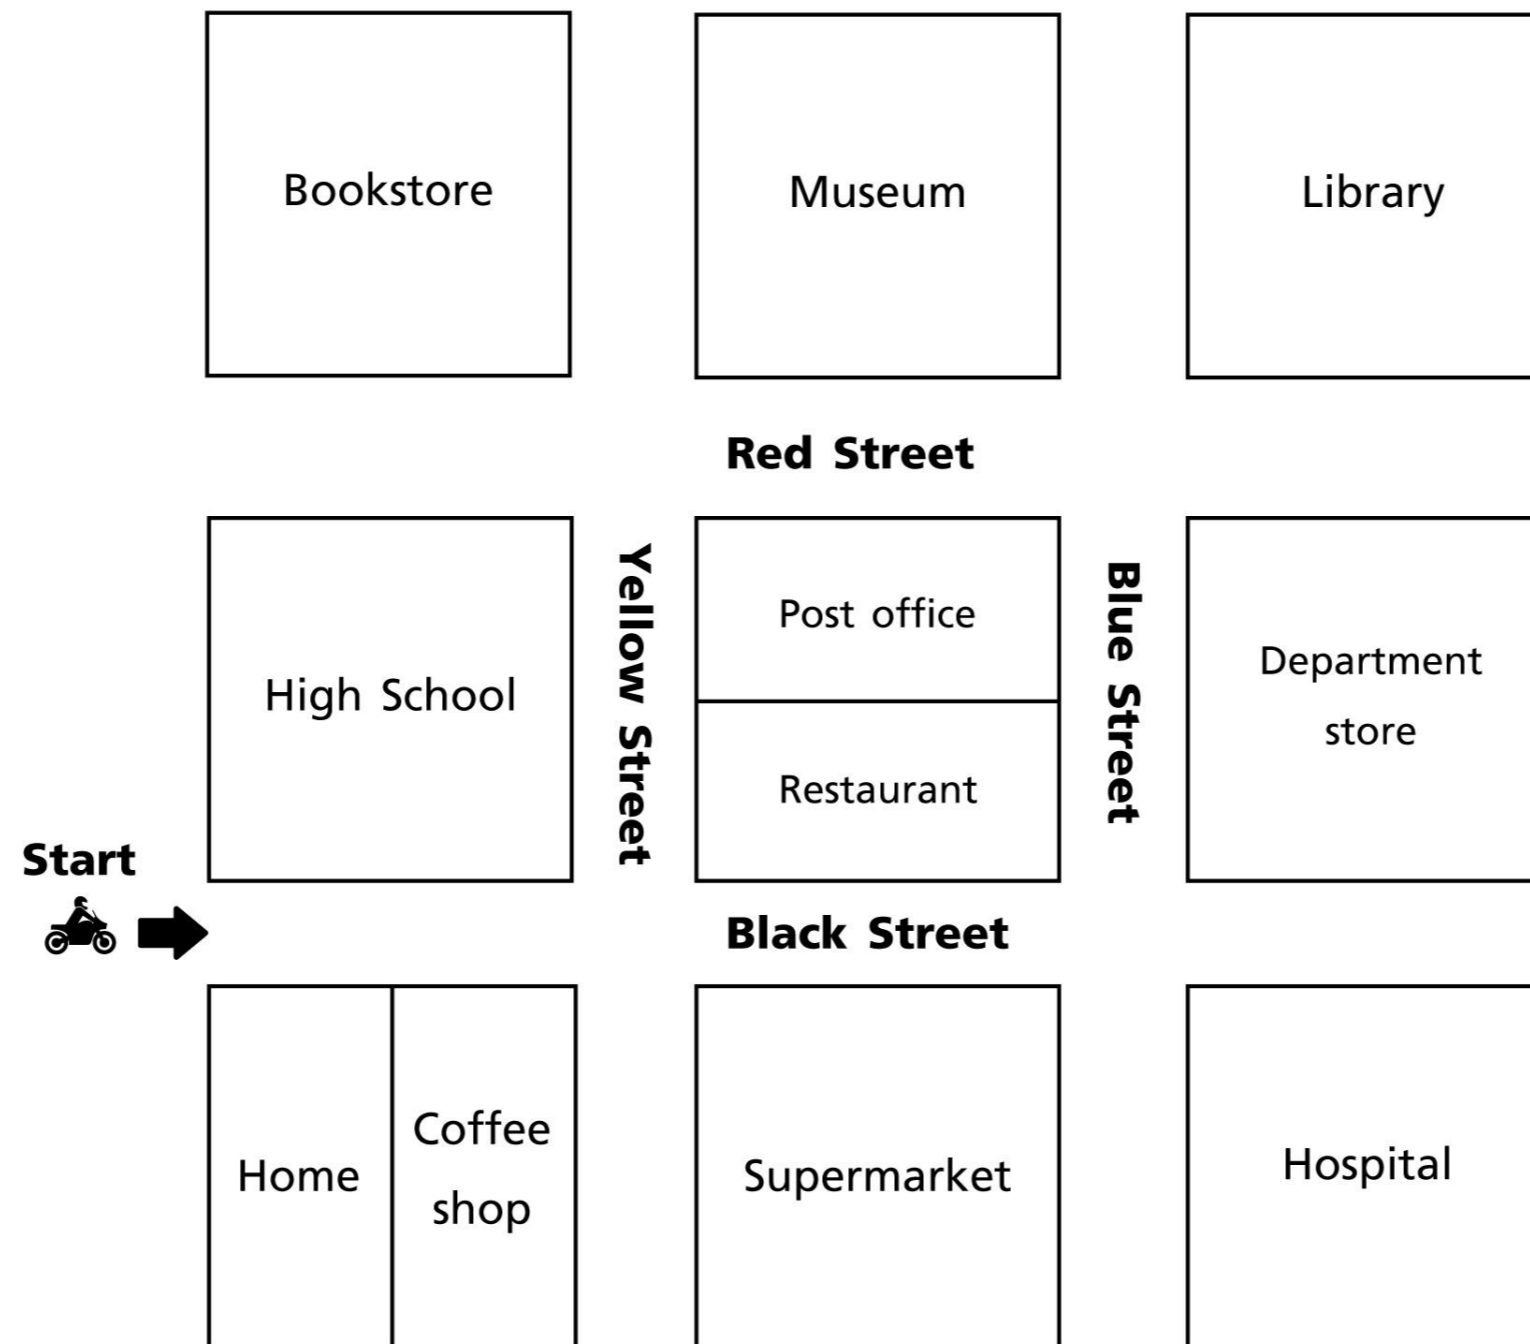 Bookstore
Museum
Library
Red Street
High School
Yellow Street
Post office
Restaurant
Blue Street
Department
store
Start
Black Street
Home
Coffee
shop
Supermarket
Hospital